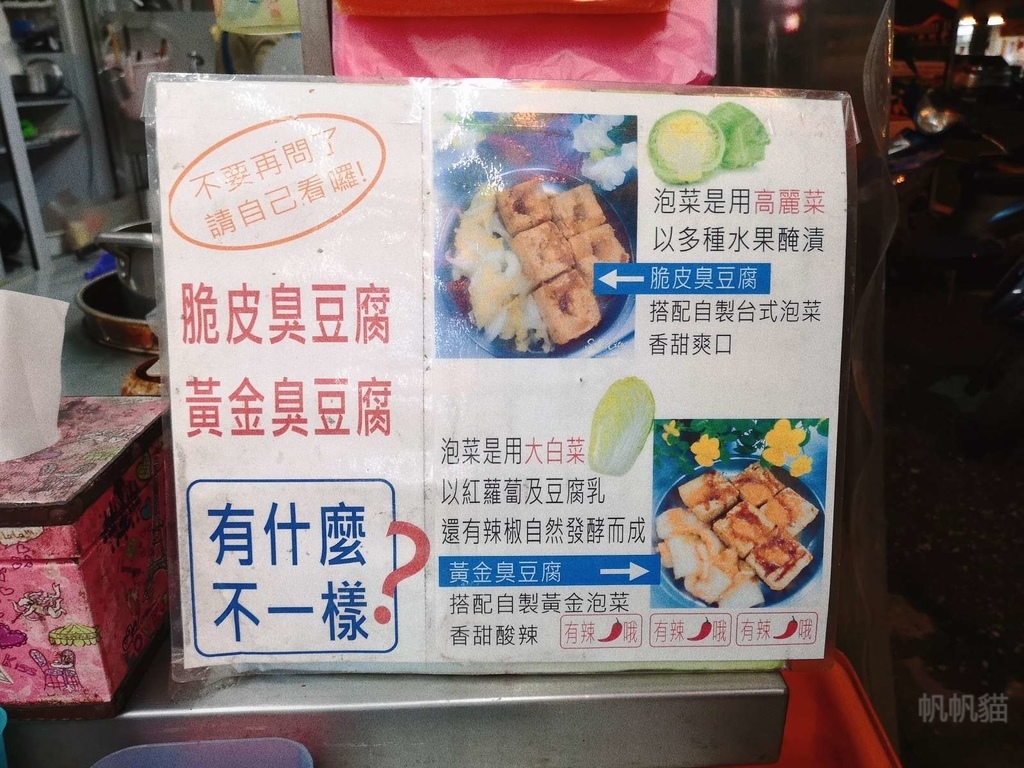 不要再問了
請自己看囉!
脆皮臭豆腐
黃金臭豆腐
有什麼
不一樣?
泡菜是用高麗菜
以多種水果醃漬
脆皮臭豆腐
搭配自製台式泡菜
香甜爽口
泡菜是用大白菜
以紅蘿蔔及豆腐乳
還有辣椒自然發酵而成
黃金臭豆腐
搭配自製黃金泡菜
香甜酸辣 有辣哦 有辣哦 有辣哦
帆帆貓